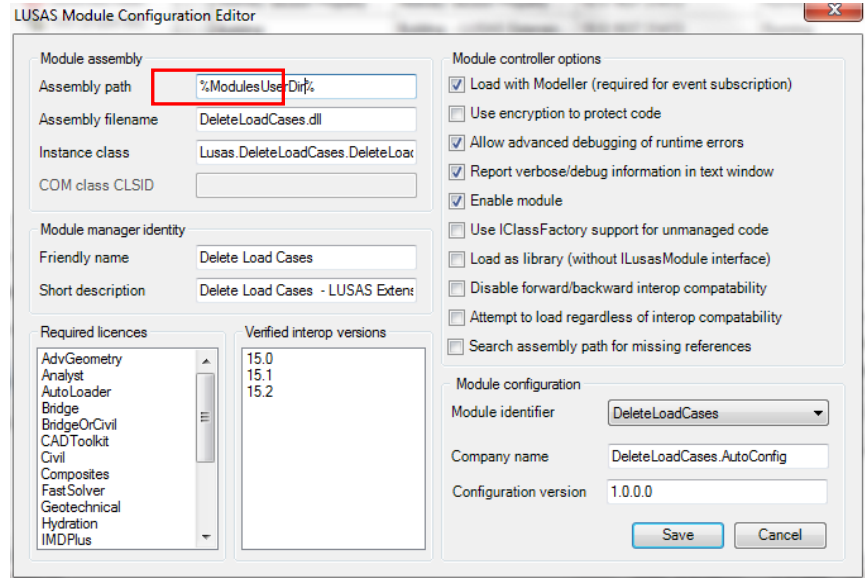 LUSAS Module Configuration Editor
Module assembly
Assembly path %ModulesUserDir%
Assembly filename DeleteLoadCases.dll
Instance class Lusas.DeleteLoadCases.DeleteLoac
COM class CLSID
Module manager identity
Friendly name Delete Load Cases
Short description Delete Load Cases - LUSAS Extens
Required licences
AdvGeometry
Analyst
AutoLoader
Bridge
BridgeOrCivil
CADToolkit
Civil
Composites
FastSolver
Geotechnical
Hydration
IMDPlus
Verified interop versions
15.0
15.1
15.2
Module controller options
Load with Modeller (required for event subscription)
Use encryption to protect code
Allow advanced debugging of runtime errors
Report verbose/debug information in text window
Enable module
Use IClassFactory support for unmanaged code
Load as library (without ILusasModule interface)
Disable forward/backward interop compatability
Attempt to load regardless of interop compatability
Search assembly path for missing references
Module configuration
Module identifier DeleteLoadCases
Company name DeleteLoadCases.AutoConfig
Configuration version 1.0.0.0
Save Cancel